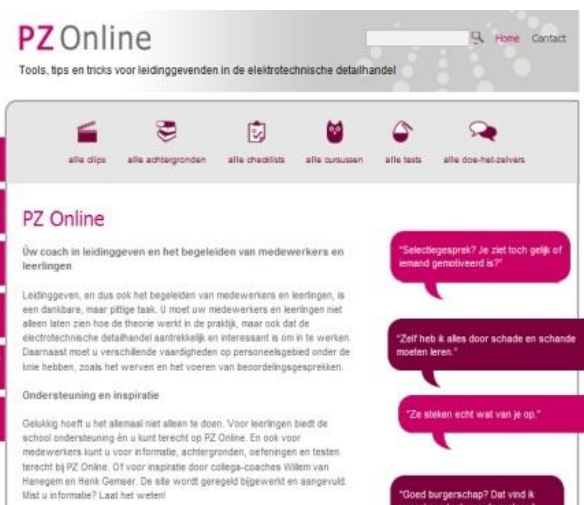 PZ Online
Home Contact
Tools, tips en tricks voor leidinggevenden in de elektrotechnische detailhandel
alle clips alle achtergronden alle checklists alle cursussen alle tests alle doe-het-zelvers
PZ Online
Úw coach in leidinggeven en het begeleiden van medewerkers en
leerlingen
Leidinggeven, en dus ook het begeleiden van medewerkers en leerlingen, is
een dankbare, maar pittige taak. U moet uw medewerkers en leerlingen niet
alleen laten zien hoe de theorie werkt in de praktijk, maar ook dat de
electrotechnische detailhandel aantrekkelijk en interessant is om in te werken.
Daarnaast moet u verschillende vaardigheden op personeelsgebied onder de
knie hebben, zoals het werven en het voeren van beoordelingsgesprekken.
Ondersteuning en inspiratie
Gelukkig hoeft u het allemaal niet alleen te doen. Voor leerlingen biedt de
school ondersteuning én u kunt terecht op PZ Online. En ook voor
medewerkers kunt u voor informatie, achtergronden, oefeningen en testen
terecht bij PZ Online. Of voor inspiratie door collega-coaches Willem van
Hanegem en Henk Gemser. De site wordt geregeld bijgewerkt en aangevuld.
Mist u informatie? Laat het weten!
"Selectiegesprek? Je ziet toch gelijk of
iemand gemotiveerd is?"
"Zelf heb ik alles door schade en schande
moeten leren."
"Ze steken echt wat van je op."
"Goed burgerschap? Dat vind ik